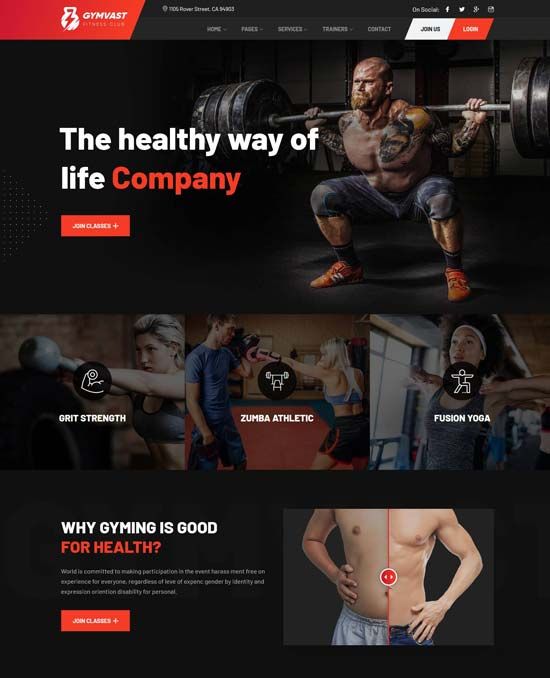 GYMVAST
FITNESS CLUB
1105 Rover Street, CA 94903
On Social:
HOME
PAGES
SERVICES
TRAINERS
CONTACT
JOIN US
LOGIN
The healthy way of
life Company
JOIN CLASSES +
GRIT STRENGTH
ZUMBA ATHLETIC
FUSION YOGA
WHY GYMING IS GOOD
FOR HEALTH?
World is committed to making participation in the event harass ment free on
experience for everyone, regardless of leve of expenc gender by identity and
expression oriention disability for personal.
JOIN CLASSES +